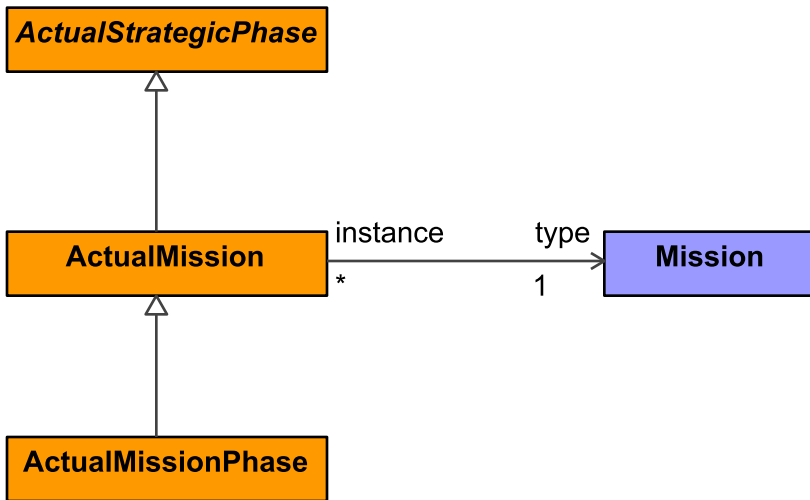 ActualStrategicPhase
ActualMission
instance
type
Mission
*
1
ActualMissionPhase